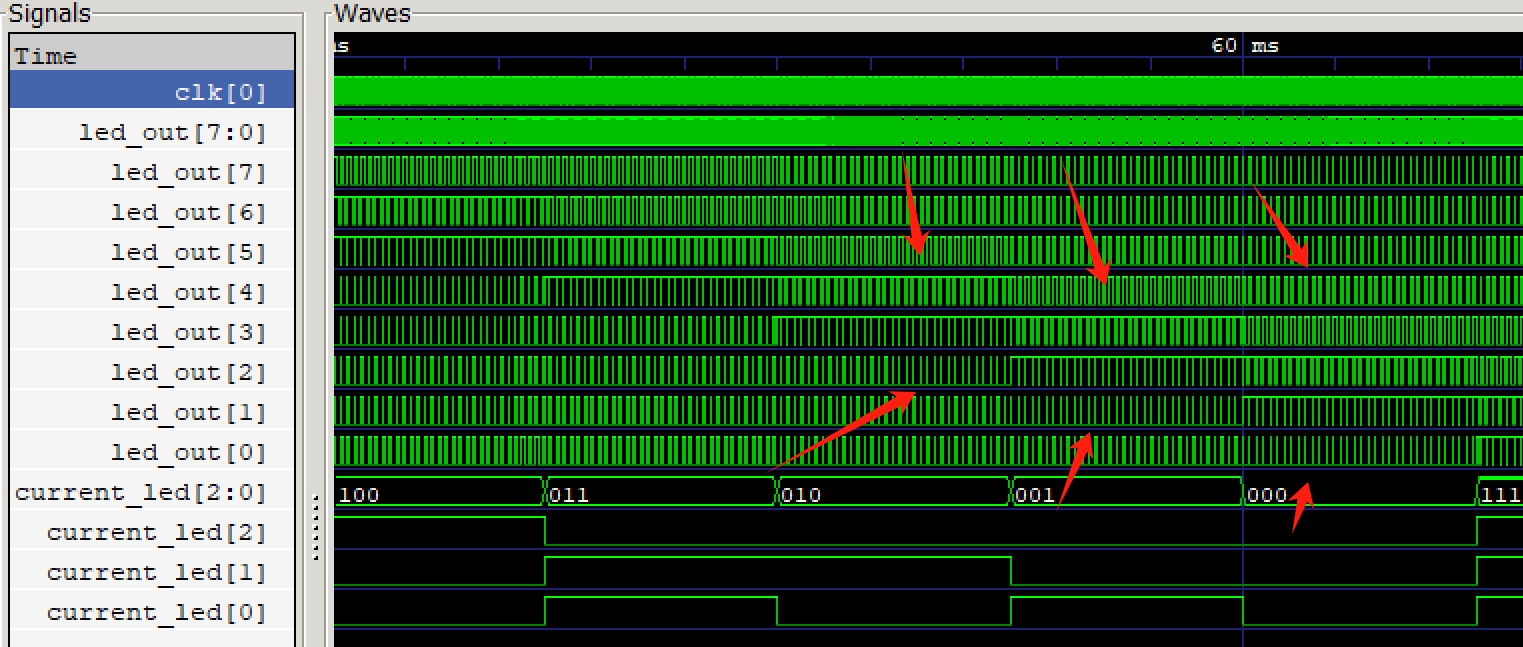 Signals
Waves
Time
s
60 ms
clk[0]
led_out[7:0]
led_out[7]
led_out[6]
led_out[5]
led_out[4]
led_out[3]
led_out[2]
led_out[1]
led_out[0]
current_led[2:0]
100 011 010 001 000 111
current_led[2]
current_led[1]
current_led[0]